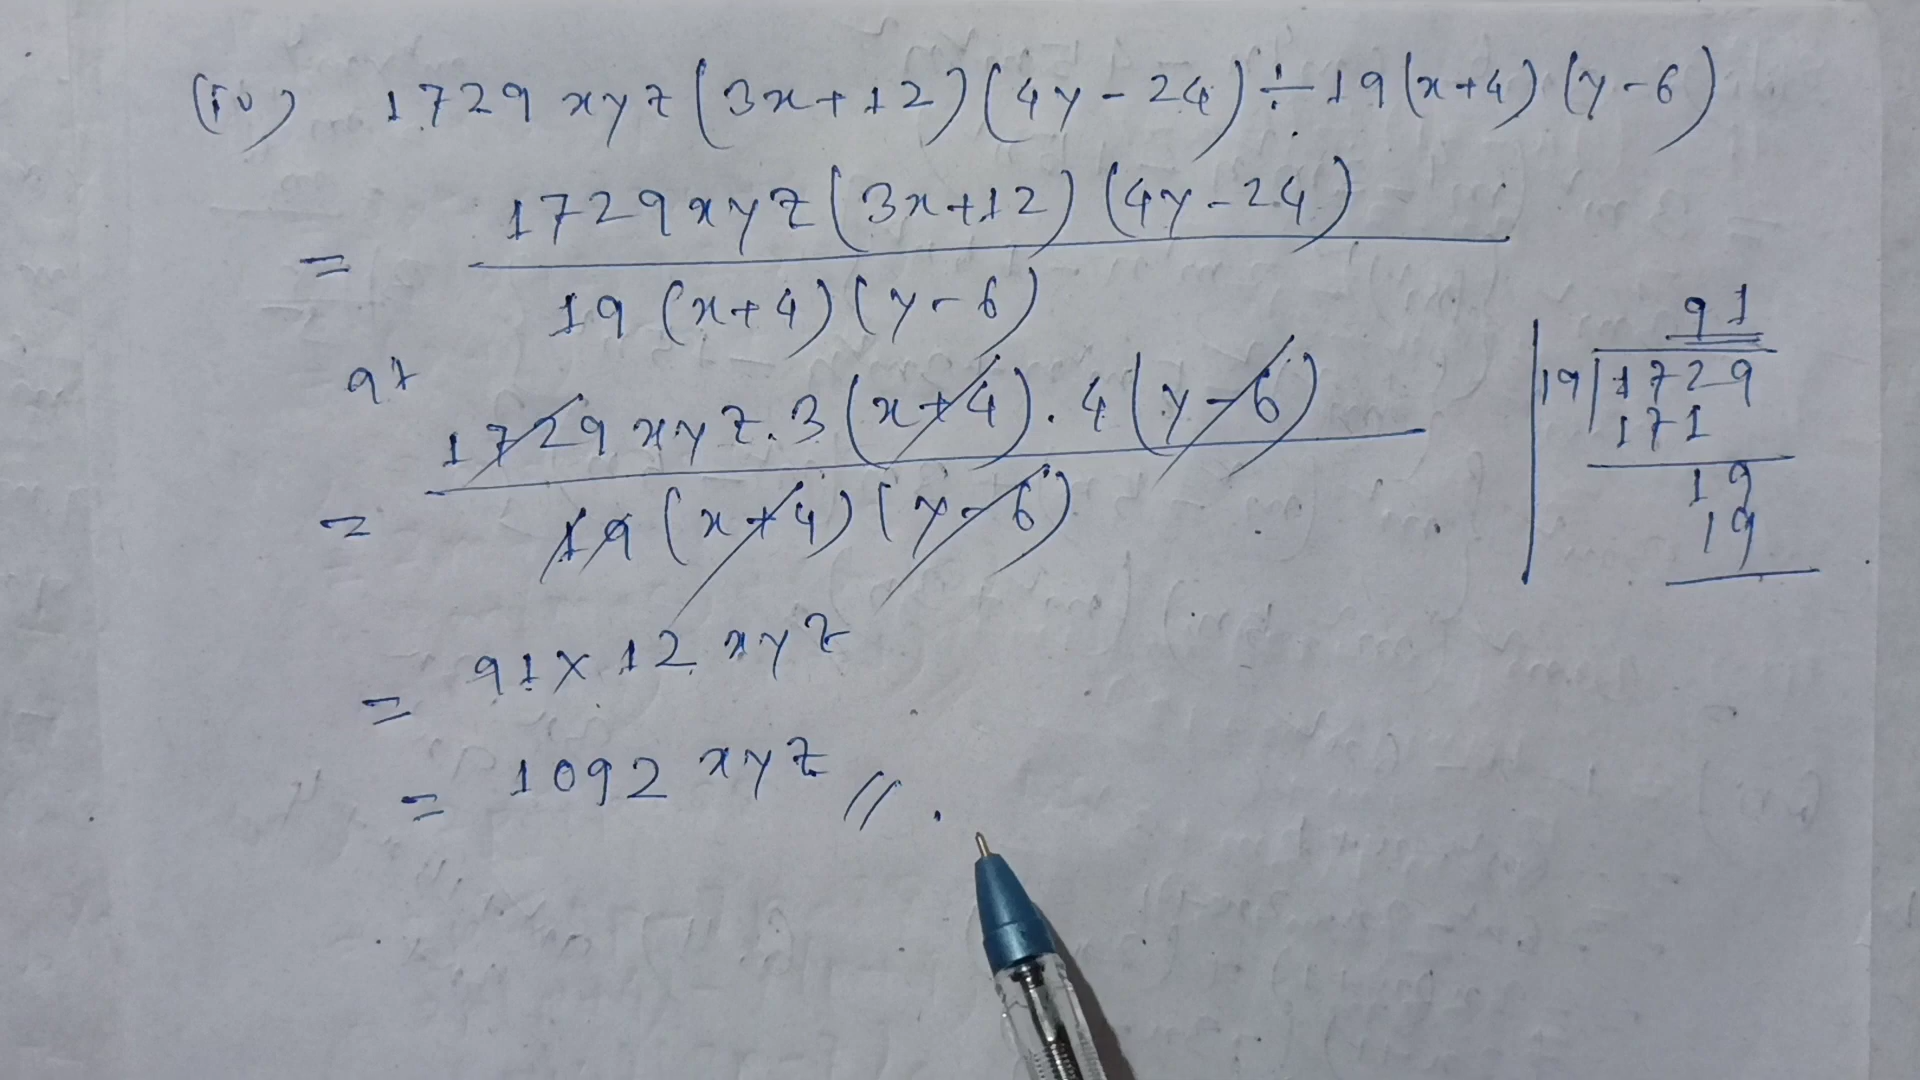 (iv) 1729 xyz (3x+12) (4y-24) ÷ 19 (x+4) (y-6)
1729 xyz (3x+12) (4y-24)
=
19 (x+4) (y-6)
91
1729 xyz . 3 (x+4) . 4 (y-6)
=
19 (x+4) (y-6)
= 91 x 12 xyz
= 1092 xyz // .
91
19 1729
171
19
19